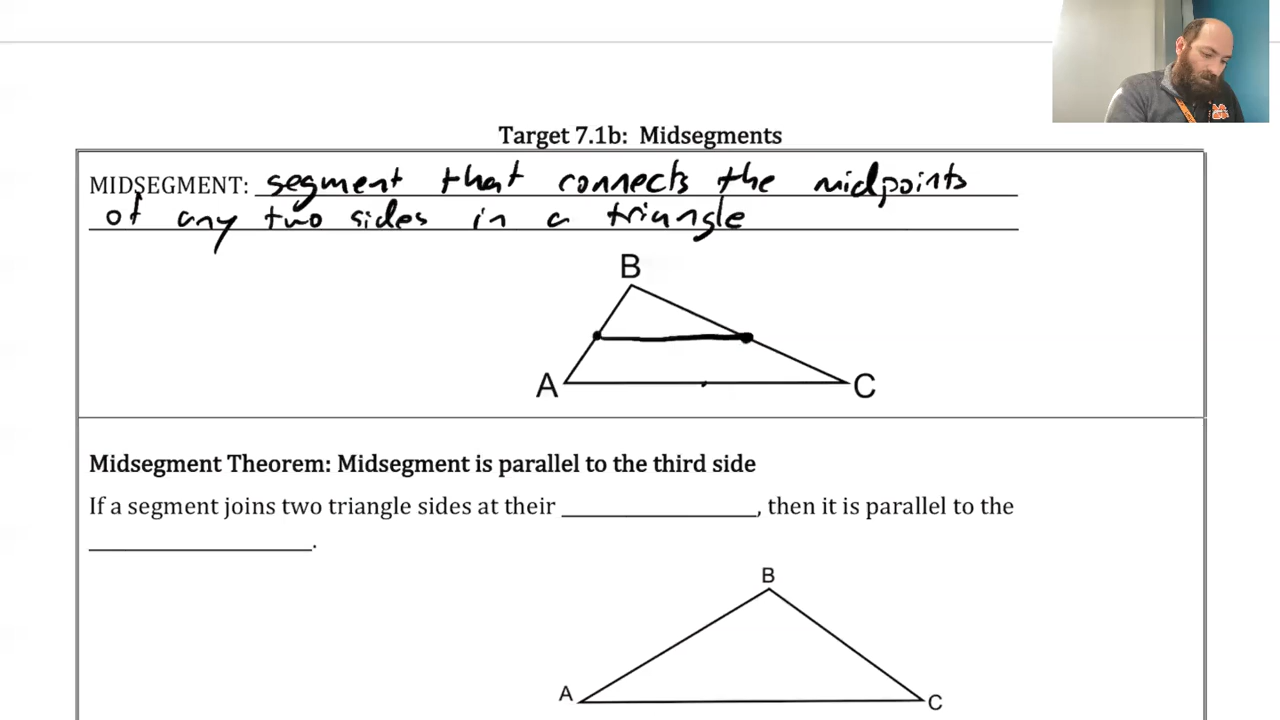 Target 7.1b: Midsegments
MIDSEGMENT: segment that connects the midpoints
of any two sides in a triangle
B
A
C
Midsegment Theorem: Midsegment is parallel to the third side
If a segment joins two triangle sides at their _________________, then it is parallel to the
___________________.
B
A
C